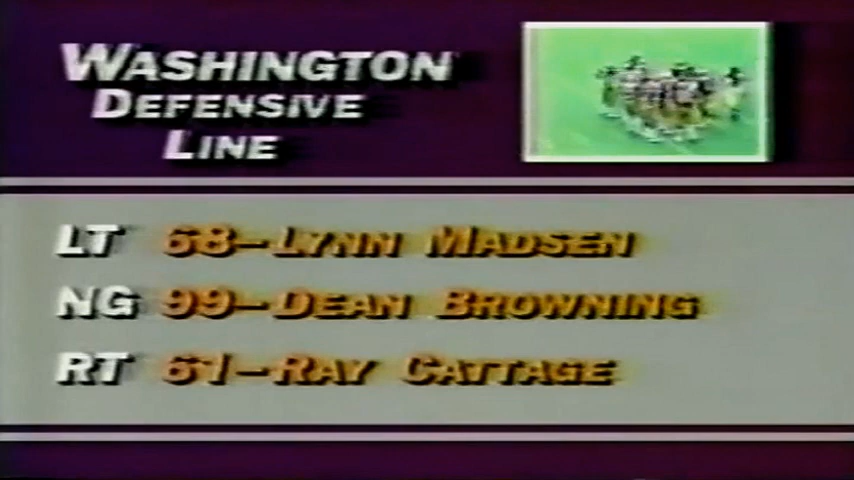 WASHINGTON
DEFENSIVE
LINE
LT 68-LYNN MADSEN
NG 99-DEAN BROWNING
RT 61-RAY CATTAGE